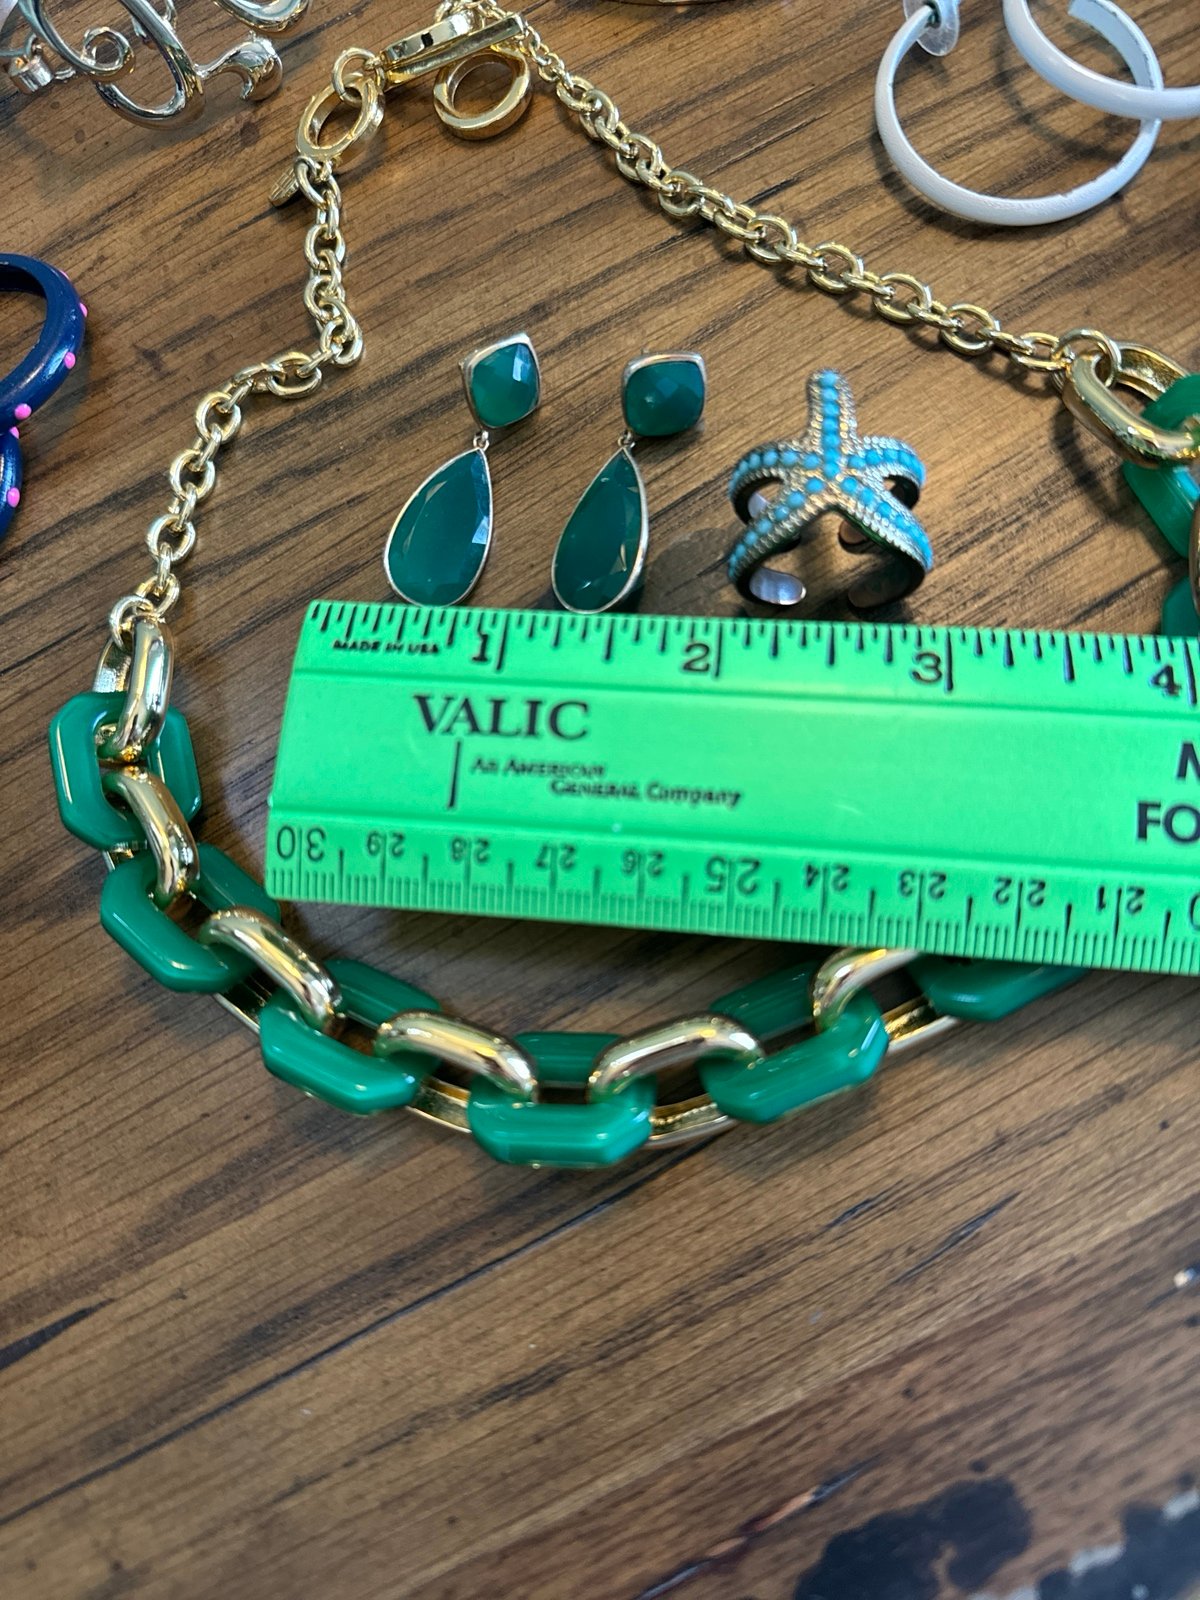 MADE IN USA 1 2 3 4
VALIC
An American
General Company
M
FO
30 29 28 27 26 25 24 23 22 21